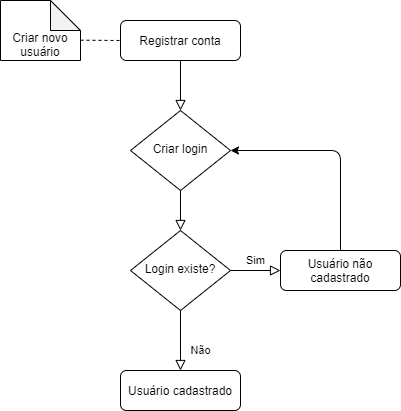 Criar novo
usuário
Registrar conta
Criar login
Login existe?
Sim
Usuário não
cadastrado
Não
Usuário cadastrado